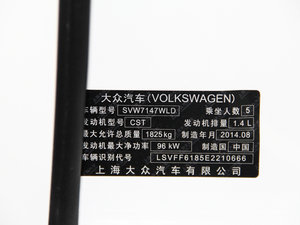 大众汽车(VOLKSWAGEN)
车辆型号 SVW7147WLD 乘坐人数 5
发动机型号 CST 发动机排量 1.4 L
最大允许总质量 1825kg 制造年月 2014.08
发动机最大净功率 96 kW 制造国 中国
车辆识别代号 LSVFF6185E2210666
上海大众汽车有限公司